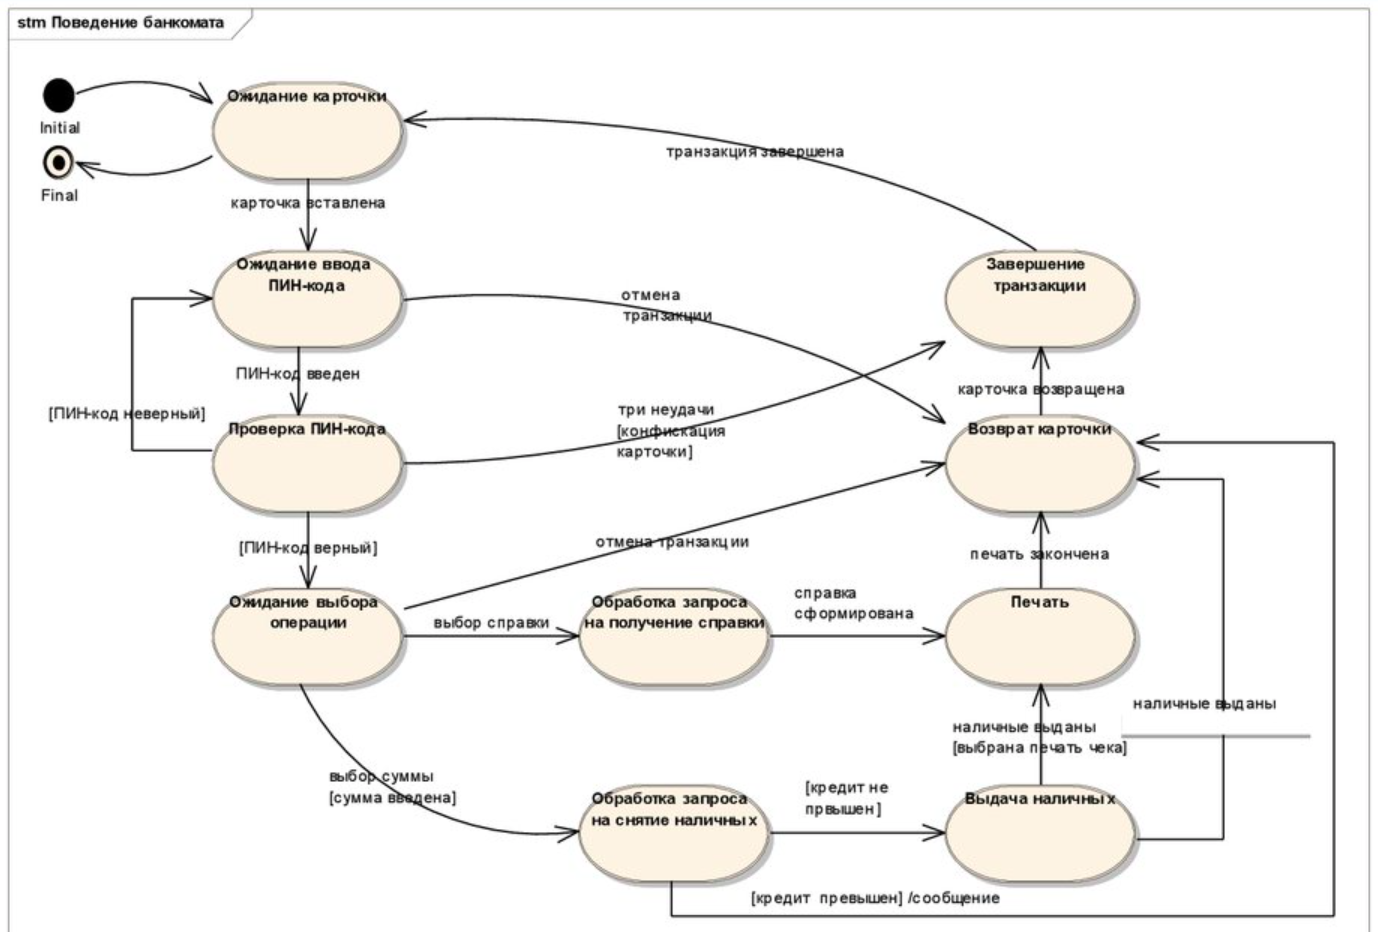 stm Поведение банкомата
Ожидание карточки
Initial
Final
транзакция завершена
карточка вставлена
Ожидание ввода
ПИН-кода
Завершение
транзакции
отмена
транзакции
ПИН-код введен
карточка возвращена
[ПИН-код неверный]
три неудачи
[конфискация
карточки]
Проверка ПИН-кода
Возврат карточки
[ПИН-код верный]
отмена транзакции
печать закончена
Ожидание выбора
операции
выбор справки
Обработка запроса
на получение справки
справка
сформирована
Печать
наличные выданы
наличные выданы
[выбрана печать чека]
выбор суммы
[сумма введена]
Обработка запроса
на снятие наличных
[кредит не
првышен]
Выдача наличных
[кредит превышен] /сообщение